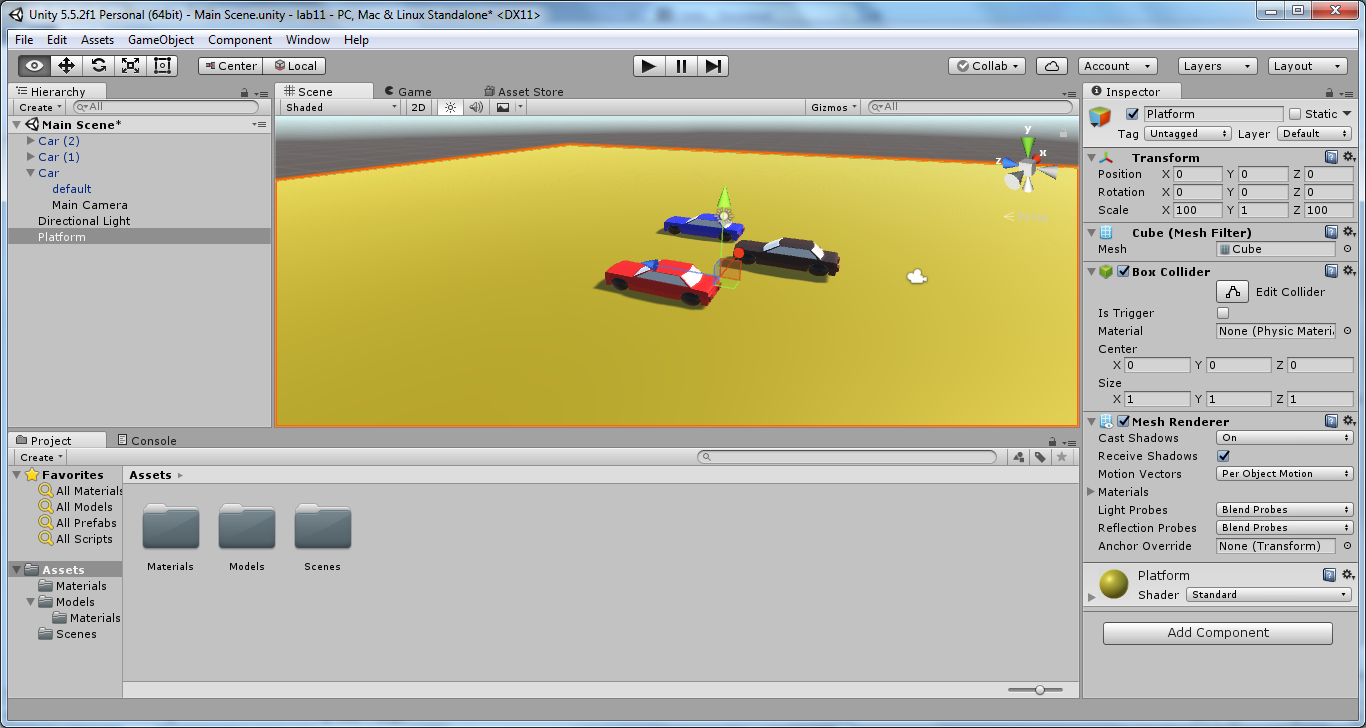 Unity 5.5.2f1 Personal (64bit) - Main Scene.unity - lab11 - PC, Mac & Linux Standalone* <DX11>
File Edit Assets GameObject Component Window Help
Center Local Collab Account Layers Layout
Hierarchy
Create All
Main Scene*
Car (2)
Car (1)
Car
default
Main Camera
Directional Light
Platform
Scene Game Asset Store
Shaded 2D Gizmos All
y
x
z
Persp
Inspector
Platform Static
Tag Untagged Layer Default
Transform
Position X 0 Y 0 Z 0
Rotation X 0 Y 0 Z 0
Scale X 100 Y 1 Z 100
Cube (Mesh Filter)
Mesh Cube
Box Collider
Edit Collider
Is Trigger
Material None (Physic Materi
Center
X 0 Y 0 Z 0
Size
X 1 Y 1 Z 1
Mesh Renderer
Cast Shadows On
Receive Shadows
Motion Vectors Per Object Motion
Materials
Light Probes Blend Probes
Reflection Probes Blend Probes
Anchor Override None (Transform)
Platform
Shader Standard
Add Component
Project Console
Create
Favorites
All Materials
All Models
All Prefabs
All Scripts
Assets
Materials
Models
Materials
Scenes
Assets
Materials Models Scenes